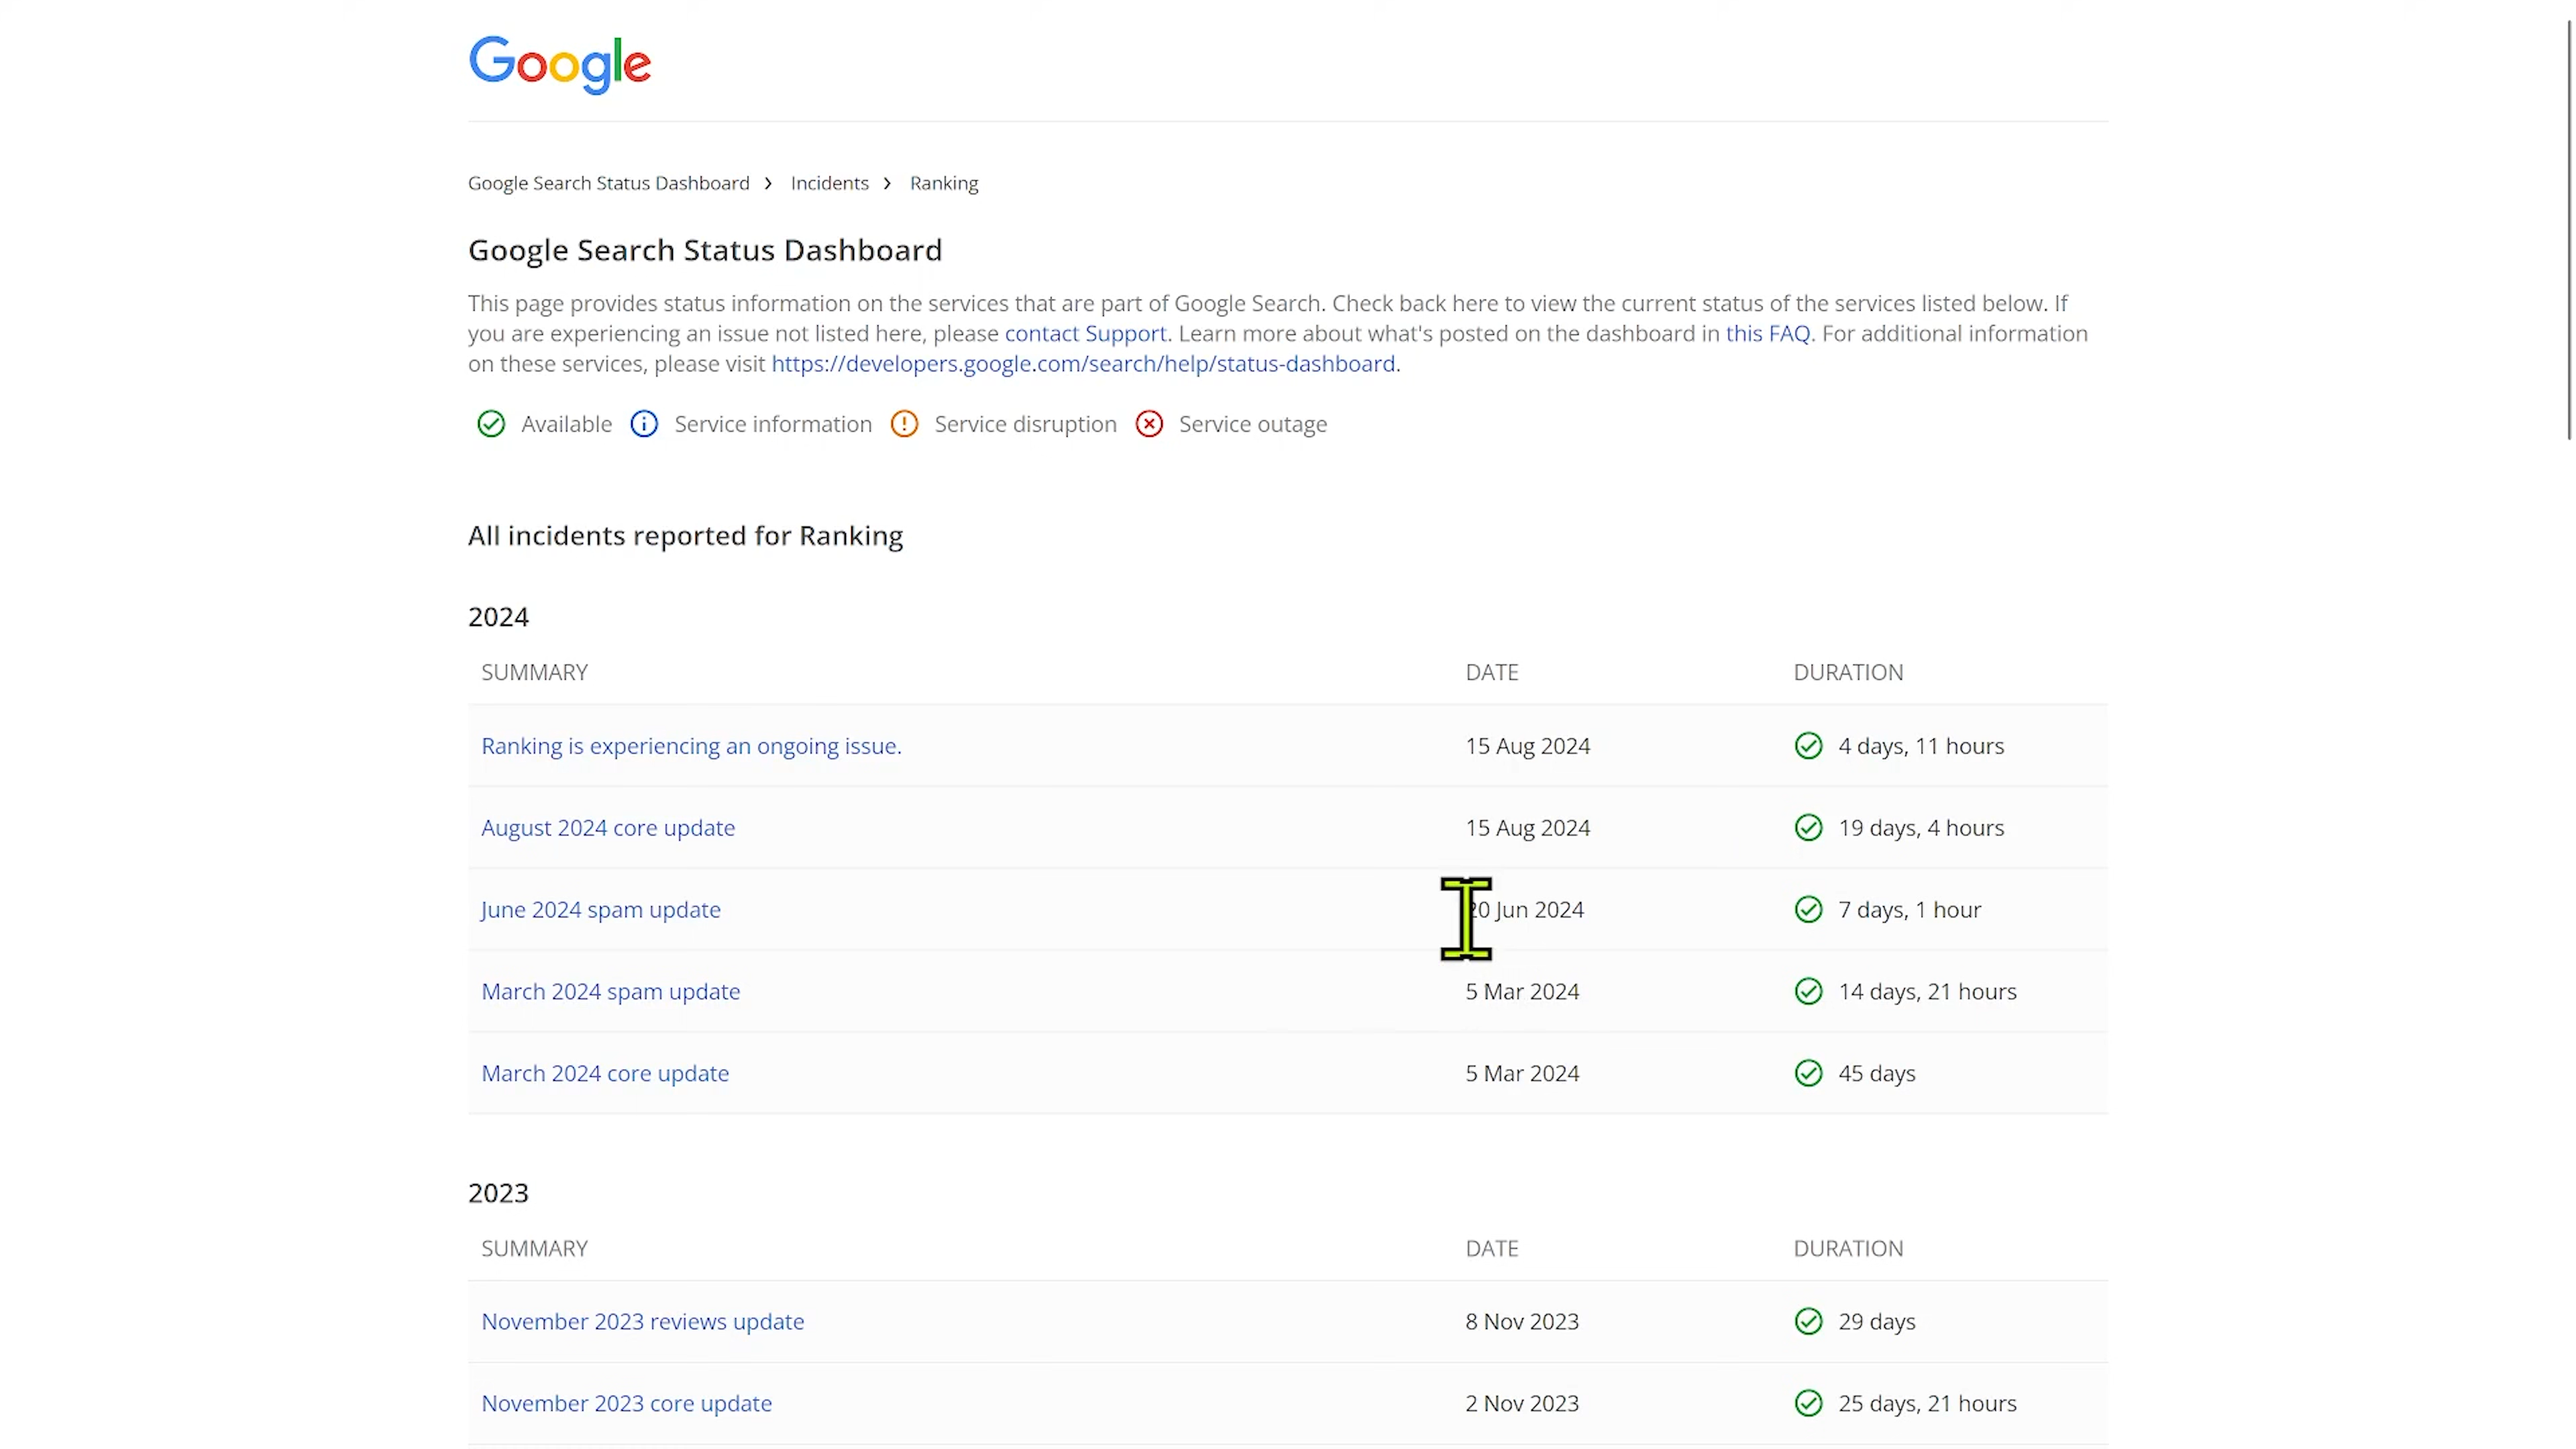 Google
Google Search Status Dashboard > Incidents > Ranking
Google Search Status Dashboard
This page provides status information on the services that are part of Google Search. Check back here to view the current status of the services listed below. If
you are experiencing an issue not listed here, please contact Support. Learn more about what's posted on the dashboard in this FAQ. For additional information
on these services, please visit https://developers.google.com/search/help/status-dashboard.
Available Service information Service disruption Service outage
All incidents reported for Ranking
2024
SUMMARY DATE DURATION
Ranking is experiencing an ongoing issue. 15 Aug 2024 4 days, 11 hours
August 2024 core update 15 Aug 2024 19 days, 4 hours
June 2024 spam update 20 Jun 2024 7 days, 1 hour
March 2024 spam update 5 Mar 2024 14 days, 21 hours
March 2024 core update 5 Mar 2024 45 days
2023
SUMMARY DATE DURATION
November 2023 reviews update 8 Nov 2023 29 days
November 2023 core update 2 Nov 2023 25 days, 21 hours